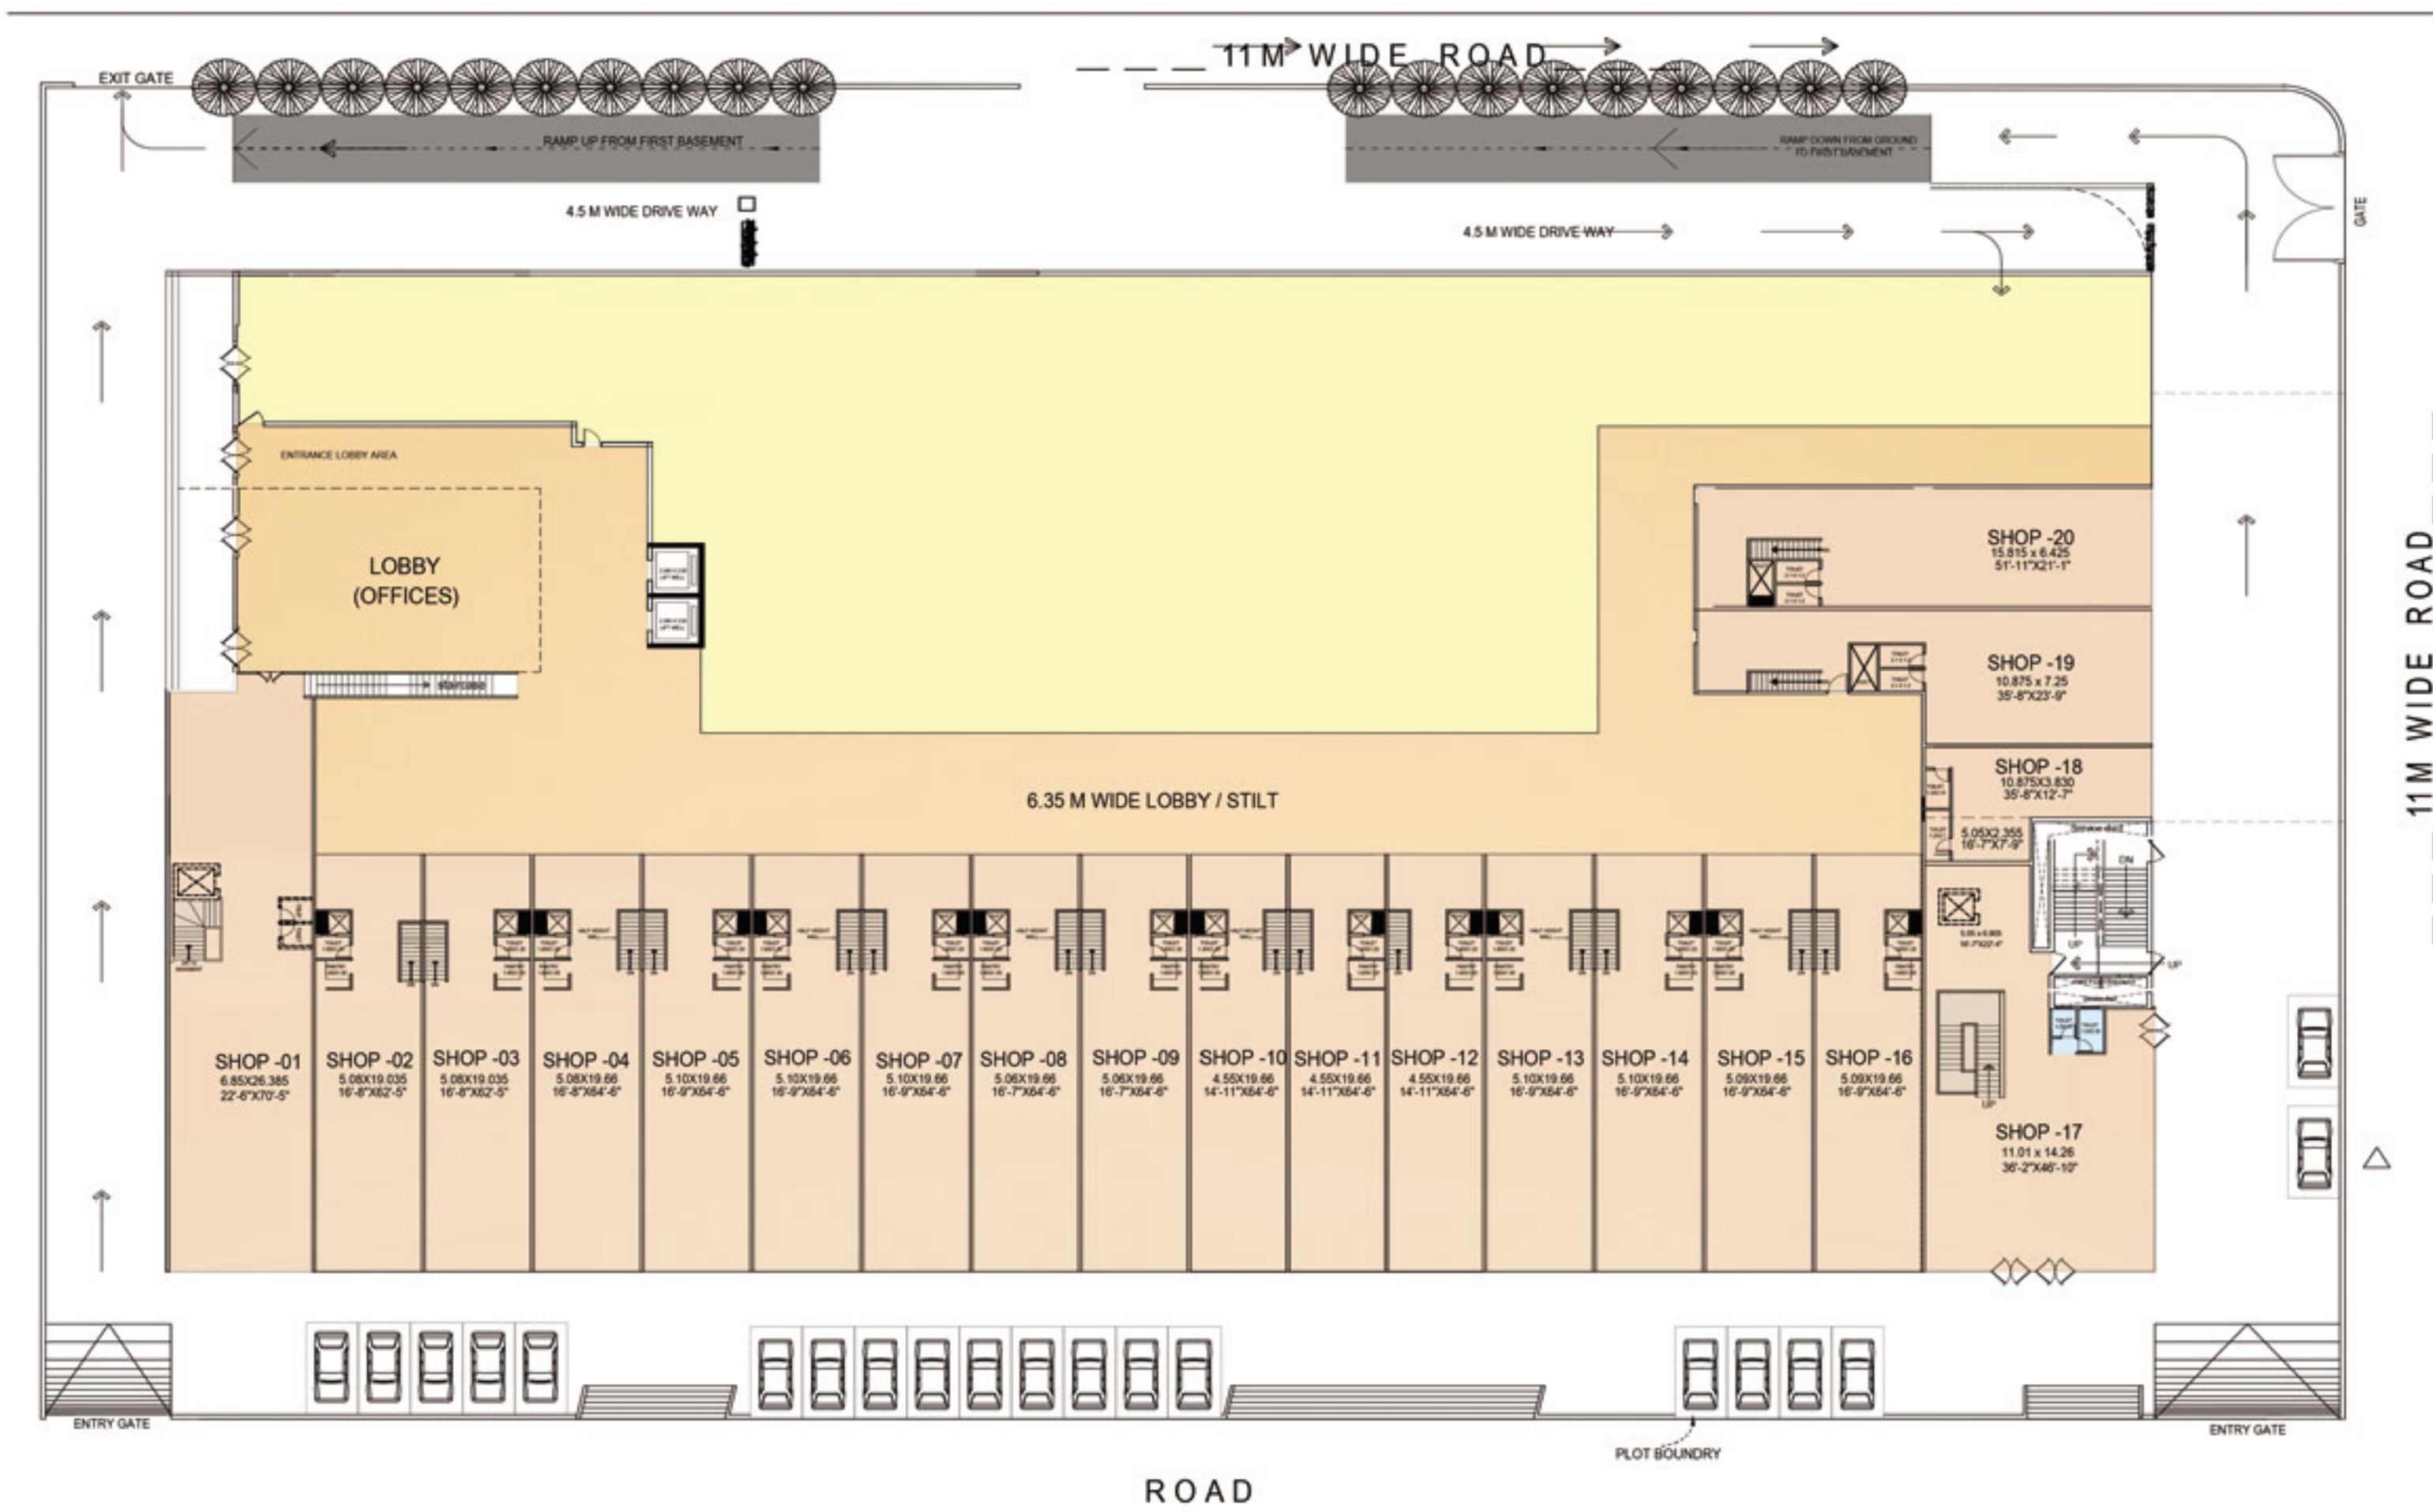 11M WIDE ROAD
EXIT GATE
RAMP UP FROM FIRST BASEMENT
RAMP DOWN FROM GROUND
TO FIRST BASEMENT
4.5 M WIDE DRIVE WAY
4.5 M WIDE DRIVE WAY
GATE
ENTRANCE LOBBY AREA
LOBBY
(OFFICES)
staircase
SHOP -20
15.815 x 6.425
51'-11"X21'-1"
SHOP -19
10.875 x 7.25
35'-8"X23'-9"
SHOP -18
10.875X3.830
35'-8"X12'-7"
5.05X2.355
16'-7"X7'-9"
11M WIDE ROAD
6.35 M WIDE LOBBY / STILT
Service duct
DN
UP
UP
UP
SHOP -01
6.85X26.385
22'-6"X70'-5"
SHOP -02
5.08X19.035
16'-8"X62'-5"
SHOP -03
5.08X19.035
16'-8"X62'-5"
SHOP -04
5.08X19.66
16'-8"X64'-6"
SHOP -05
5.10X19.66
16'-9"X64'-6"
SHOP -06
5.10X19.66
16'-9"X64'-6"
SHOP -07
5.10X19.66
16'-9"X64'-6"
SHOP -08
5.06X19.66
16'-7"X64'-6"
SHOP -09
5.06X19.66
16'-7"X64'-6"
SHOP -10
4.55X19.66
14'-11"X64'-6"
SHOP -11
4.55X19.66
14'-11"X64'-6"
SHOP -12
4.55X19.66
14'-11"X64'-6"
SHOP -13
5.10X19.66
16'-9"X64'-6"
SHOP -14
5.10X19.66
16'-9"X64'-6"
SHOP -15
5.09X19.66
16'-9"X64'-6"
SHOP -16
5.09X19.66
16'-9"X64'-6"
SHOP -17
11.01 x 14.26
36'-2"X46'-10"
ENTRY GATE
PLOT BOUNDRY
ENTRY GATE
ROAD